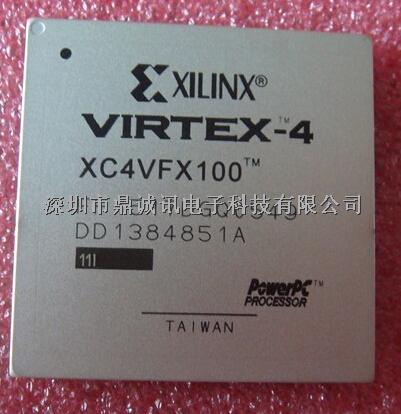 XILINX®
VIRTEX™-4
XC4VFX100™
深圳市鼎诚讯电子科技有限公司
DD1384851A
11I
PowerPC™
PROCESSOR
TAIWAN